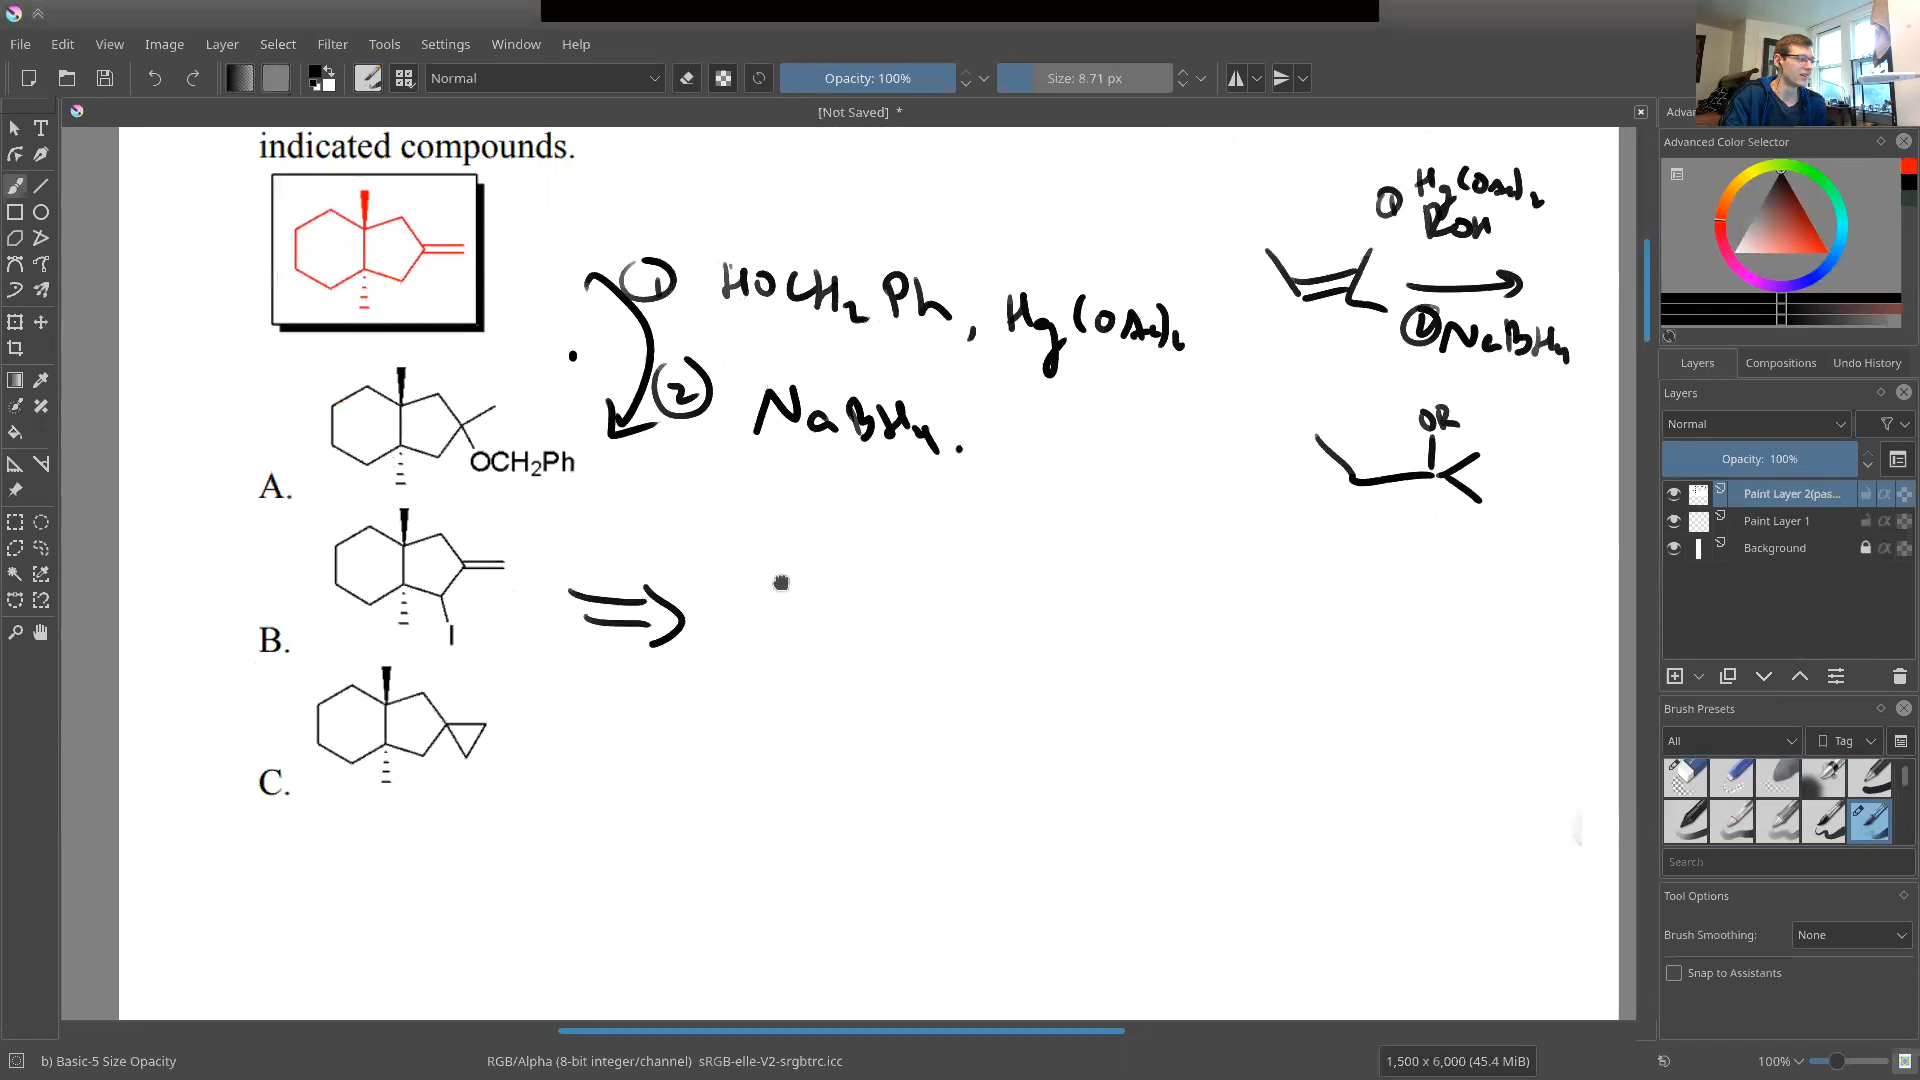 File Edit View Image Layer Select Filter Tools Settings Window Help
Normal
Opacity: 100%
Size: 8.71 px
[Not Saved] *
indicated compounds.
① Hg(OAc)2
ROH
② NaBH4
① HOCH2Ph, Hg(OAc)2
② NaBH4.
OR
A.
OCH2Ph
B.
I
C.
Advanced Color Selector
Layers Compositions Undo History
Layers
Normal
Opacity: 100%
Paint Layer 2(pas...
Paint Layer 1
Background
Brush Presets
All
Tag
Search
Tool Options
Brush Smoothing: None
Snap to Assistants
b) Basic-5 Size Opacity
RGB/Alpha (8-bit integer/channel) sRGB-elle-V2-srgbtrc.icc
1,500 x 6,000 (45.4 MiB)
100%